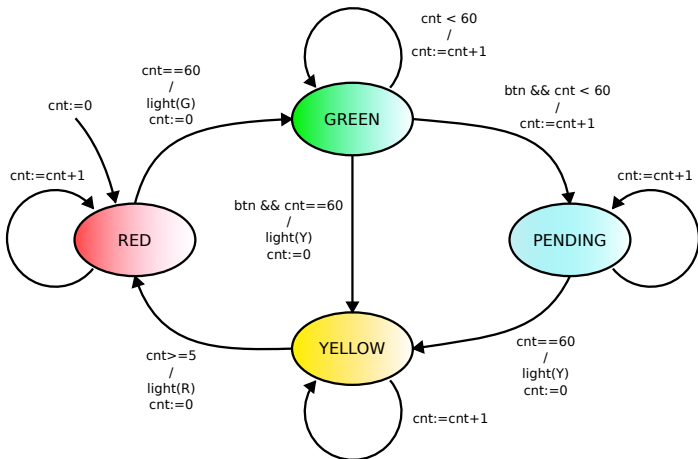 cnt < 60
/
cnt:=cnt+1
cnt==60
/
light(G)
cnt:=0
btn && cnt < 60
/
cnt:=cnt+1
cnt:=0
GREEN
cnt:=cnt+1
cnt:=cnt+1
btn && cnt==60
/
light(Y)
cnt:=0
RED
PENDING
YELLOW
cnt>=5
/
light(R)
cnt:=0
cnt==60
/
light(Y)
cnt:=0
cnt:=cnt+1